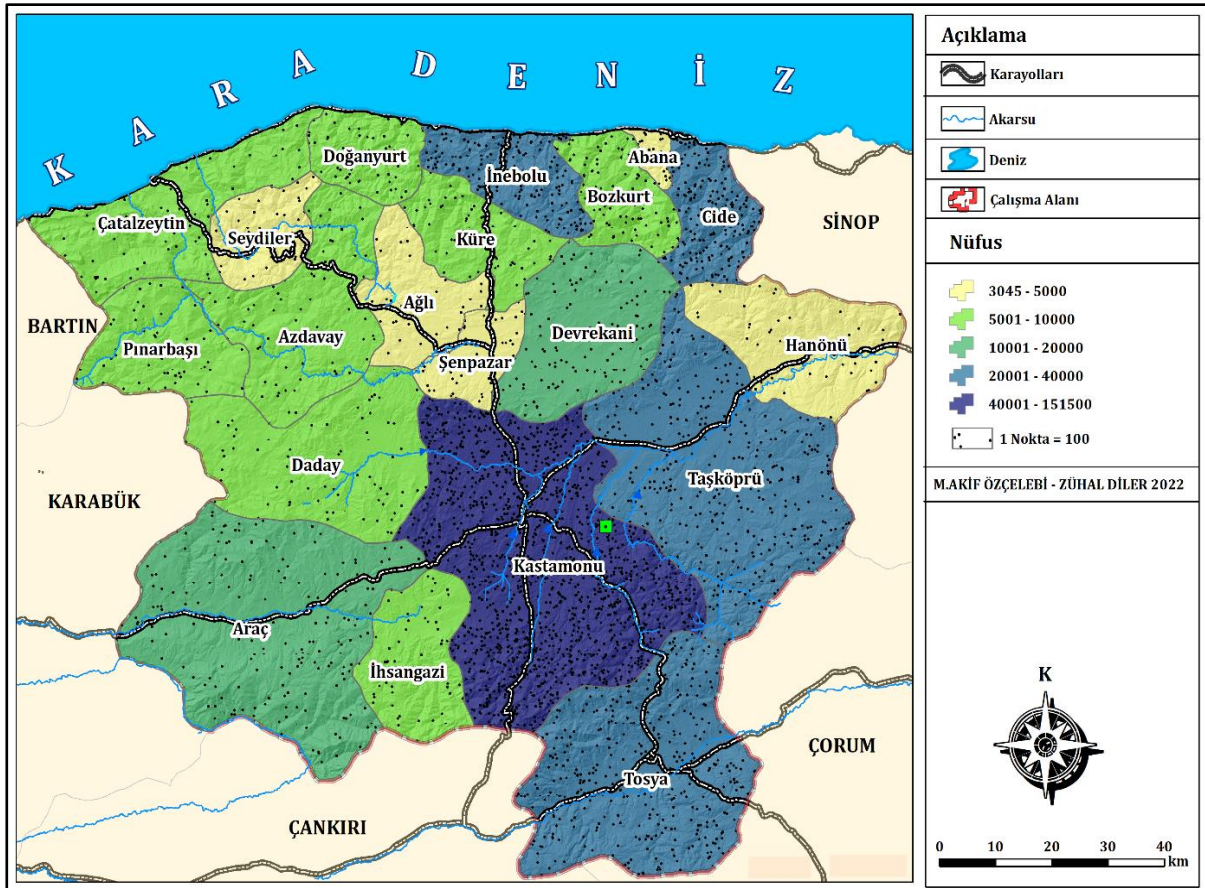 KARADENİZ
Doğanyurt
İnebolu
Abana
Bozkurt
Cide
Çatalzeytin
Seydiler
Küre
SİNOP
BARTIN
Ağlı
Azdavay
Devrekani
Hanönü
Pınarbaşı
Şenpazar
Daday
Taşköprü
KARABÜK
Kastamonu
Araç
İhsangazi
Tosya
ÇORUM
ÇANKIRI
Açıklama
Karayolları
Akarsu
Deniz
Çalışma Alanı
Nüfus
3045 - 5000
5001 - 10000
10001 - 20000
20001 - 40000
40001 - 151500
1 Nokta = 100
M.AKİF ÖZÇELEBİ - ZÜHAL DİLER 2022
K
0 10 20 30 40
km